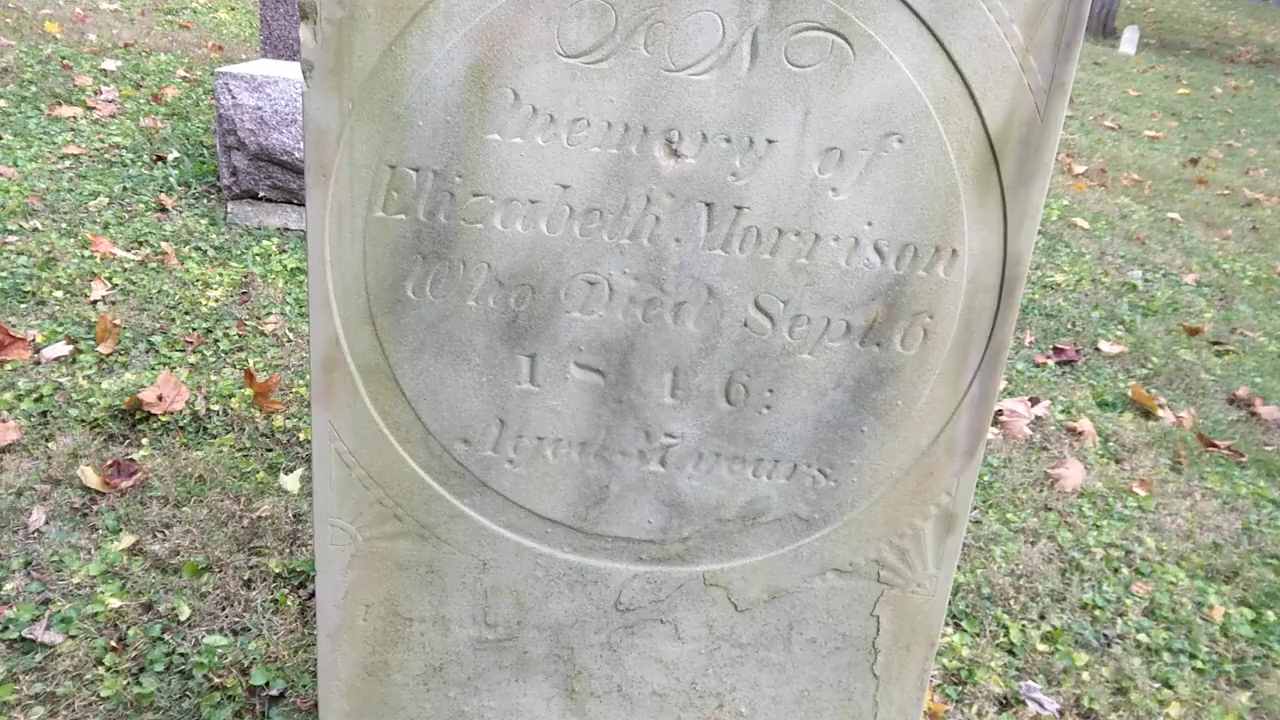 IN
memory of
Elizabeth Morrison
Who Died Sept. 6
1846:
Aged years.